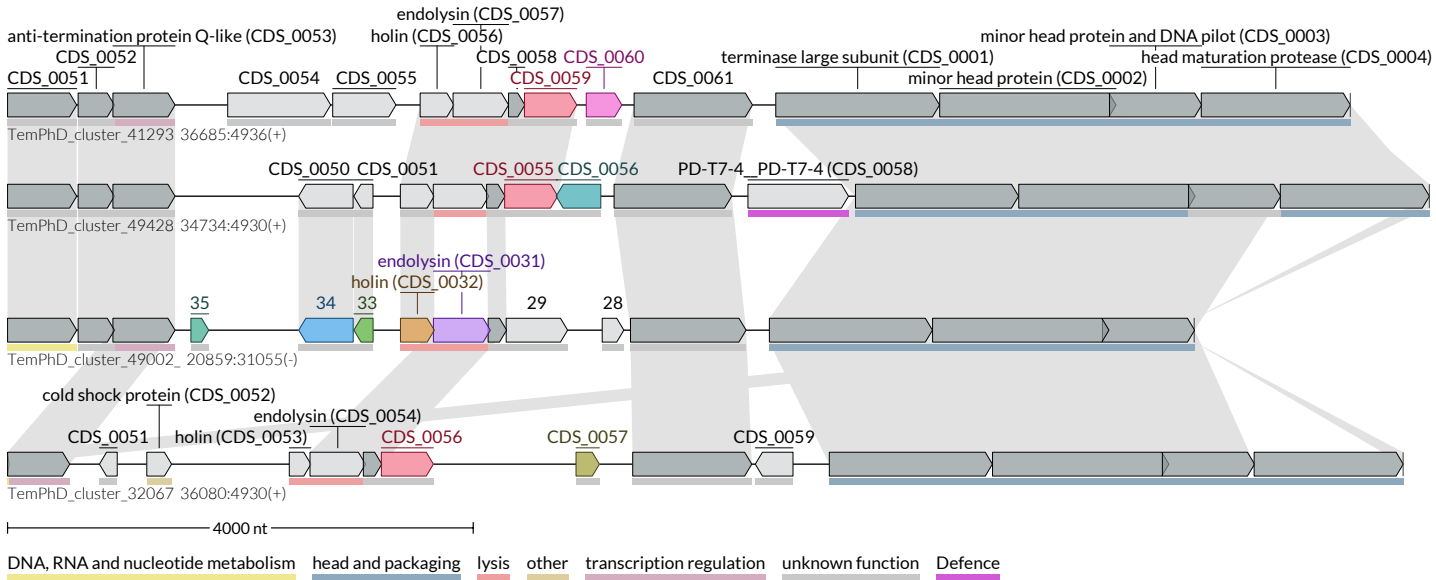 endolysin (CDS_0057)
anti-termination protein Q-like (CDS_0053) holin (CDS_0056) minor head protein and DNA pilot (CDS_0003)
CDS_0052 CDS_0058 CDS_0060 terminase large subunit (CDS_0001) head maturation protease (CDS_0004)
CDS_0051 CDS_0054 CDS_0055 CDS_0059 CDS_0061 minor head protein (CDS_0002)
TemPhD_cluster_41293 36685:4936(+)
CDS_0050 CDS_0051 CDS_0055 CDS_0056 PD-T7-4__PD-T7-4 (CDS_0058)
TemPhD_cluster_49428 34734:4930(+)
endolysin (CDS_0031)
holin (CDS_0032)
35 34 33 29 28
TemPhD_cluster_49002_ 20859:31055(-)
cold shock protein (CDS_0052)
endolysin (CDS_0054)
CDS_0051 holin (CDS_0053) CDS_0056 CDS_0057 CDS_0059
TemPhD_cluster_32067 36080:4930(+)
4000 nt
DNA, RNA and nucleotide metabolism head and packaging lysis other transcription regulation unknown function Defence